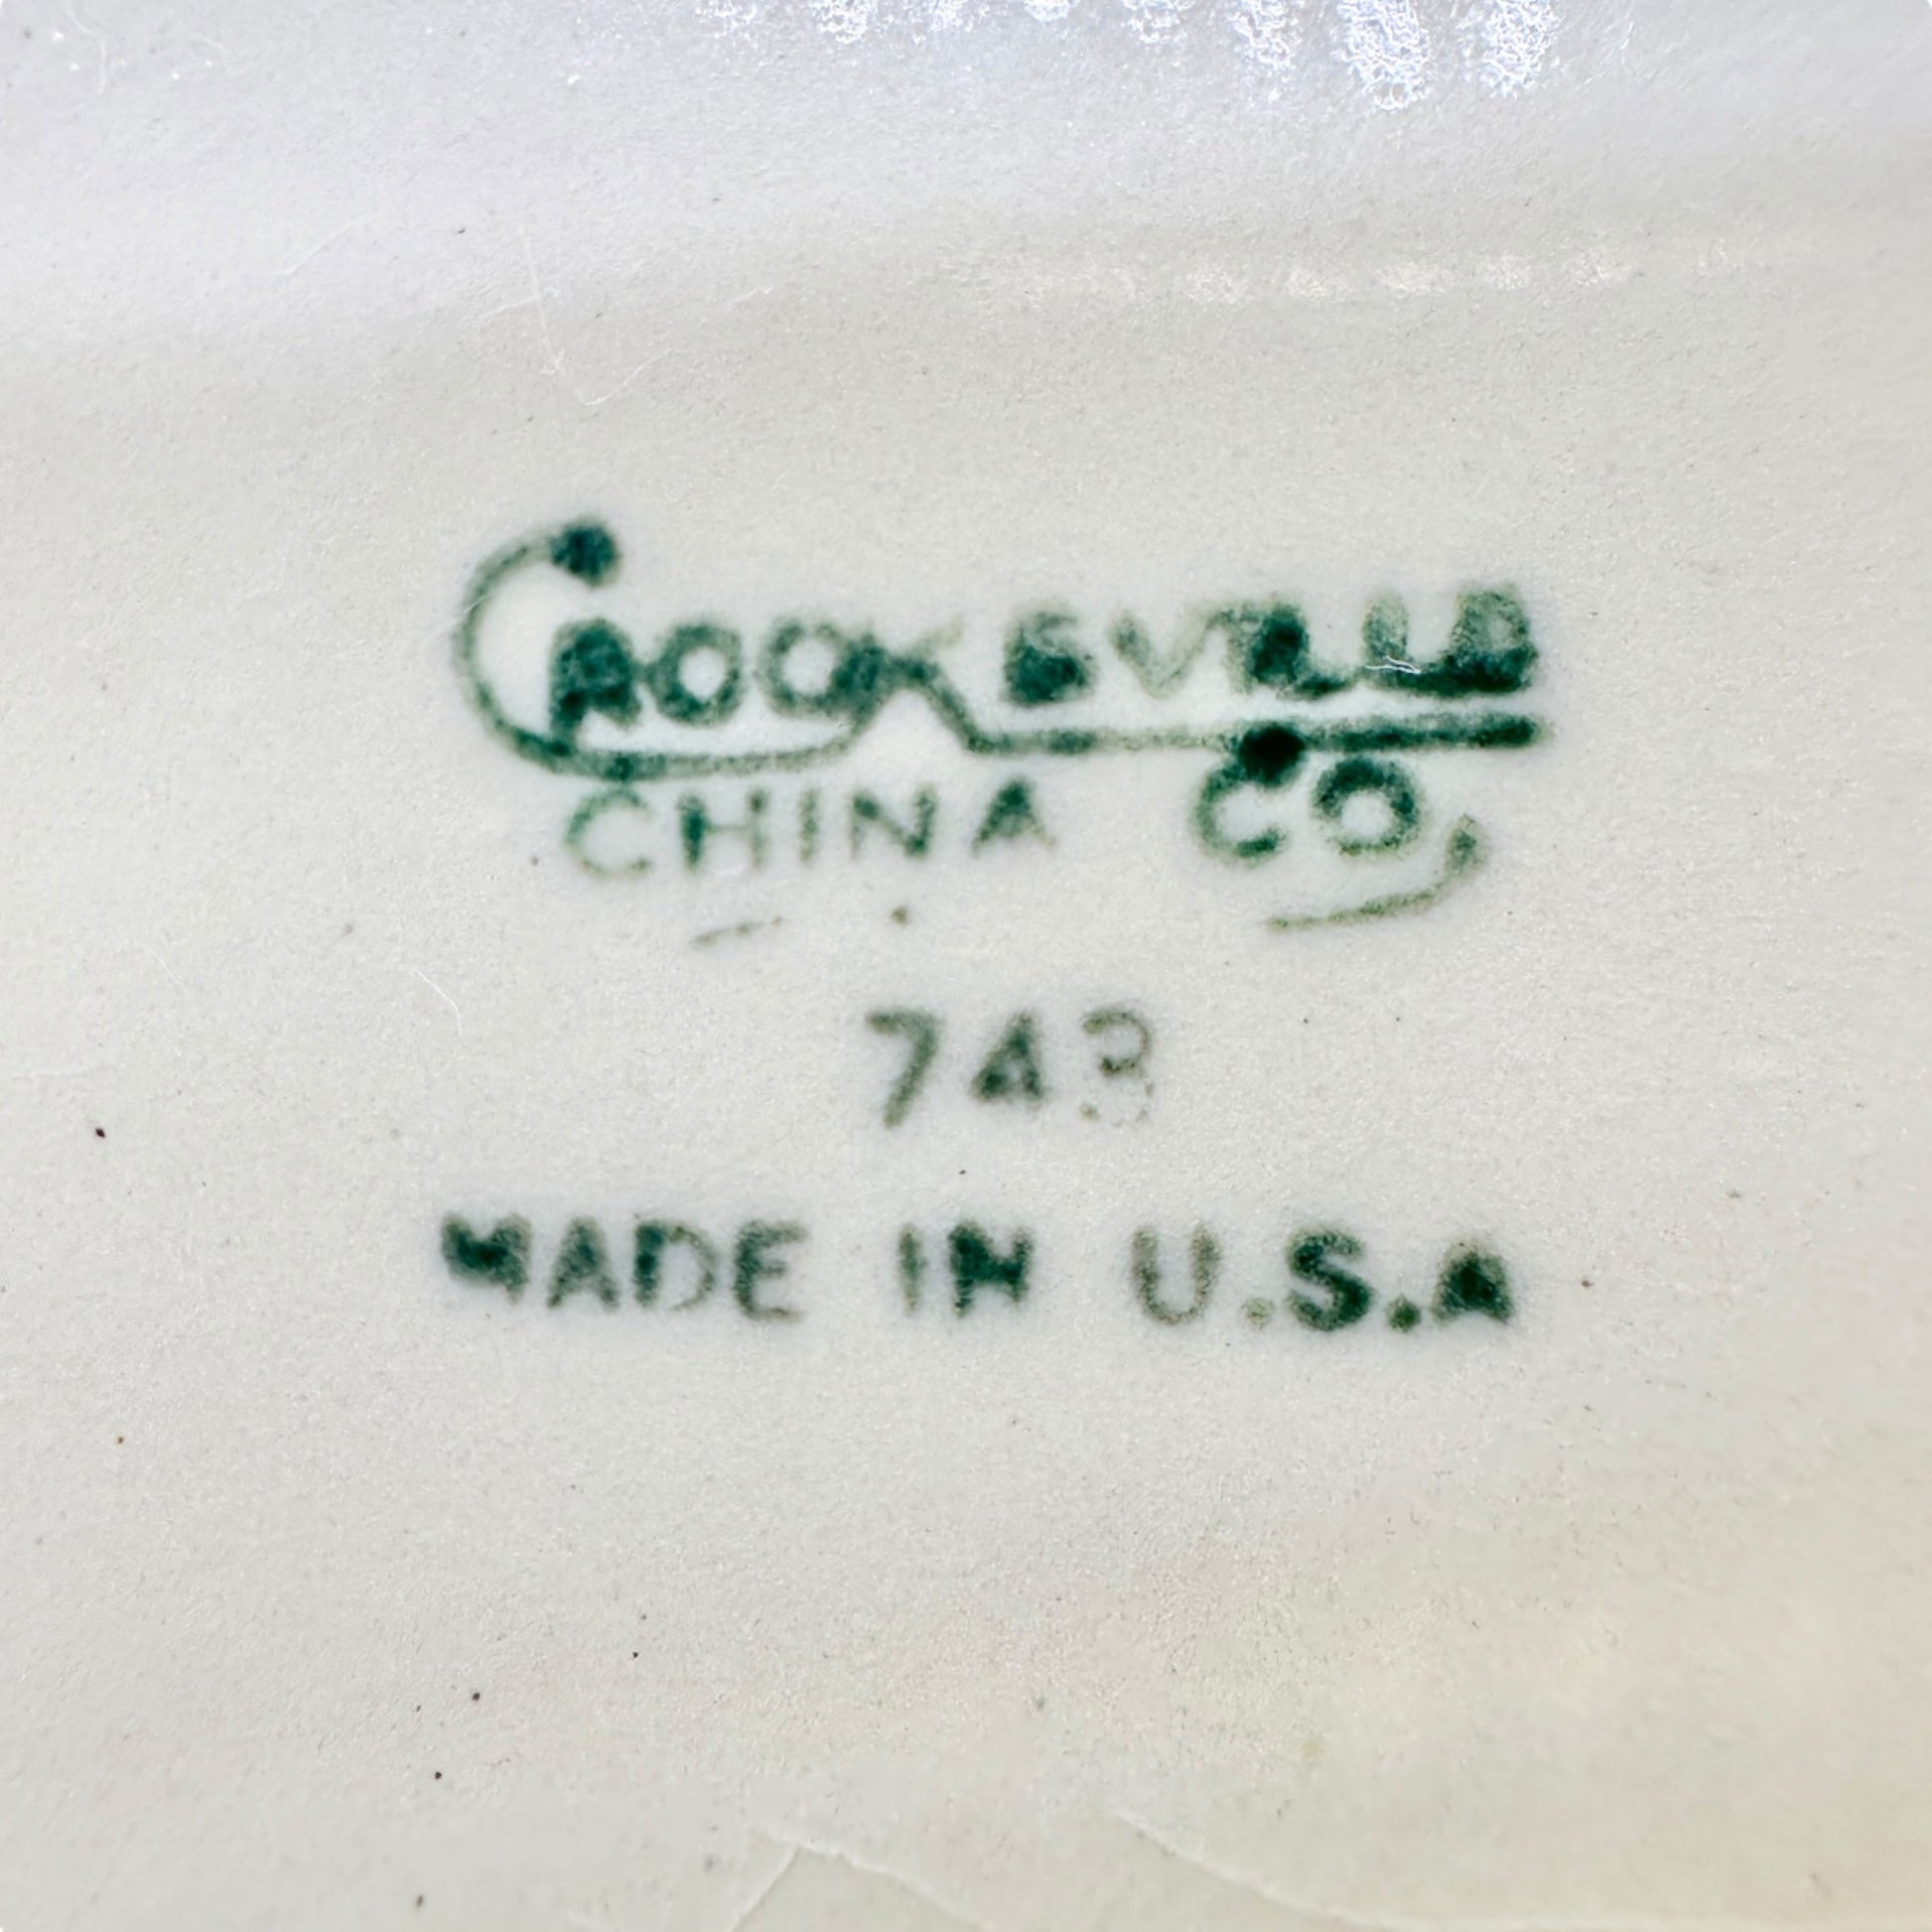 CROOKSVILLE
CHINA CO.
743
MADE IN U.S.A